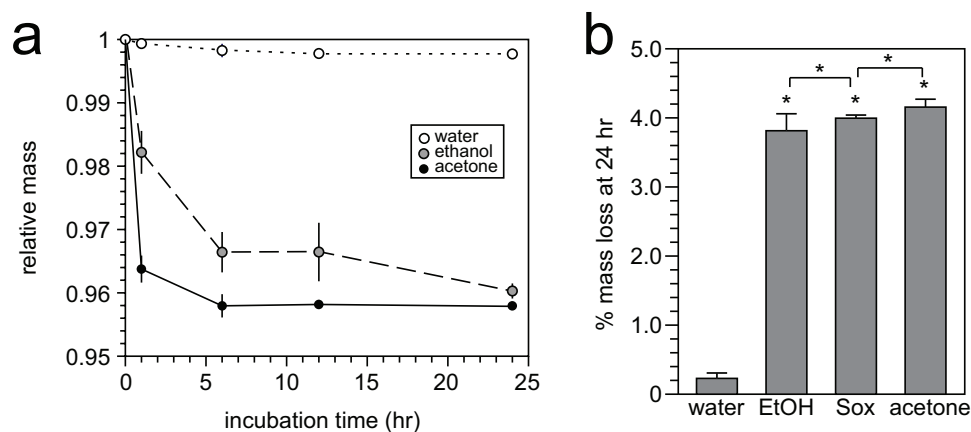 a
1
0.99
0.98
0.97
0.96
0.95
relative mass
0
5
10
15
20
25
incubation time (hr)
water
ethanol
acetone
b
5.0
4.0
3.0
2.0
1.0
0
% mass loss at 24 hr
*
*
*
*
*
water
EtOH
Sox
acetone